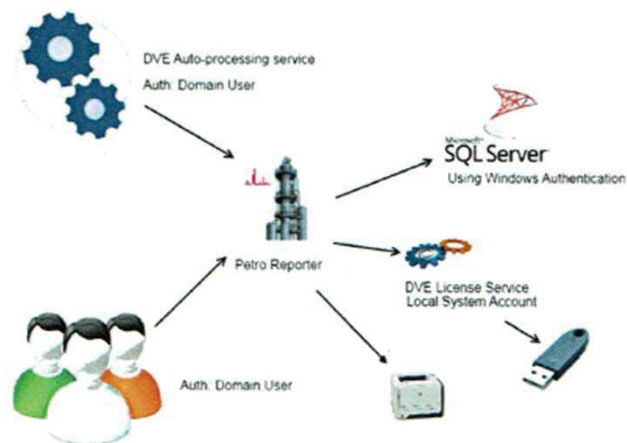 DVE Auto-processing service
Auth: Domain User
Microsoft
SQL Server
Using Windows Authentication
Petro Reporter
DVE License Service
Local System Account
Auth: Domain User